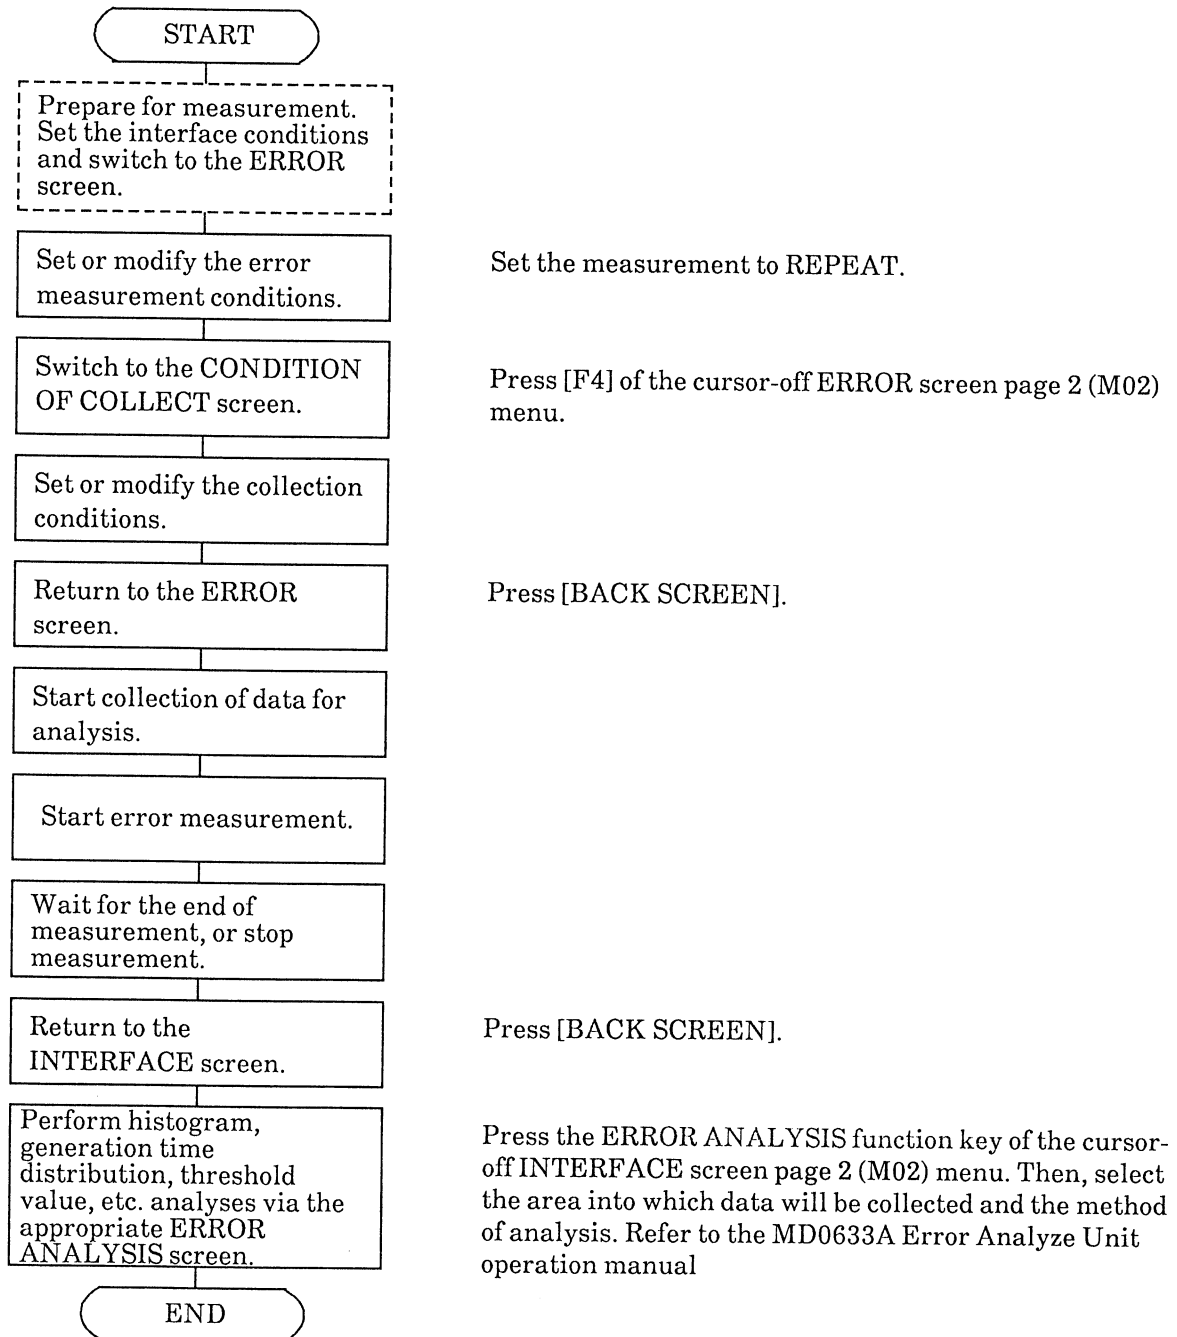 START
Prepare for measurement.
Set the interface conditions
and switch to the ERROR
screen.
Set or modify the error
measurement conditions.
Set the measurement to REPEAT.
Switch to the CONDITION
OF COLLECT screen.
Press [F4] of the cursor-off ERROR screen page 2 (M02)
menu.
Set or modify the collection
conditions.
Return to the ERROR
screen.
Press [BACK SCREEN].
Start collection of data for
analysis.
Start error measurement.
Wait for the end of
measurement, or stop
measurement.
Return to the
INTERFACE screen.
Press [BACK SCREEN].
Perform histogram,
generation time
distribution, threshold
value, etc. analyses via the
appropriate ERROR
ANALYSIS screen.
Press the ERROR ANALYSIS function key of the cursor-
off INTERFACE screen page 2 (M02) menu. Then, select
the area into which data will be collected and the method
of analysis. Refer to the MD0633A Error Analyze Unit
operation manual
END